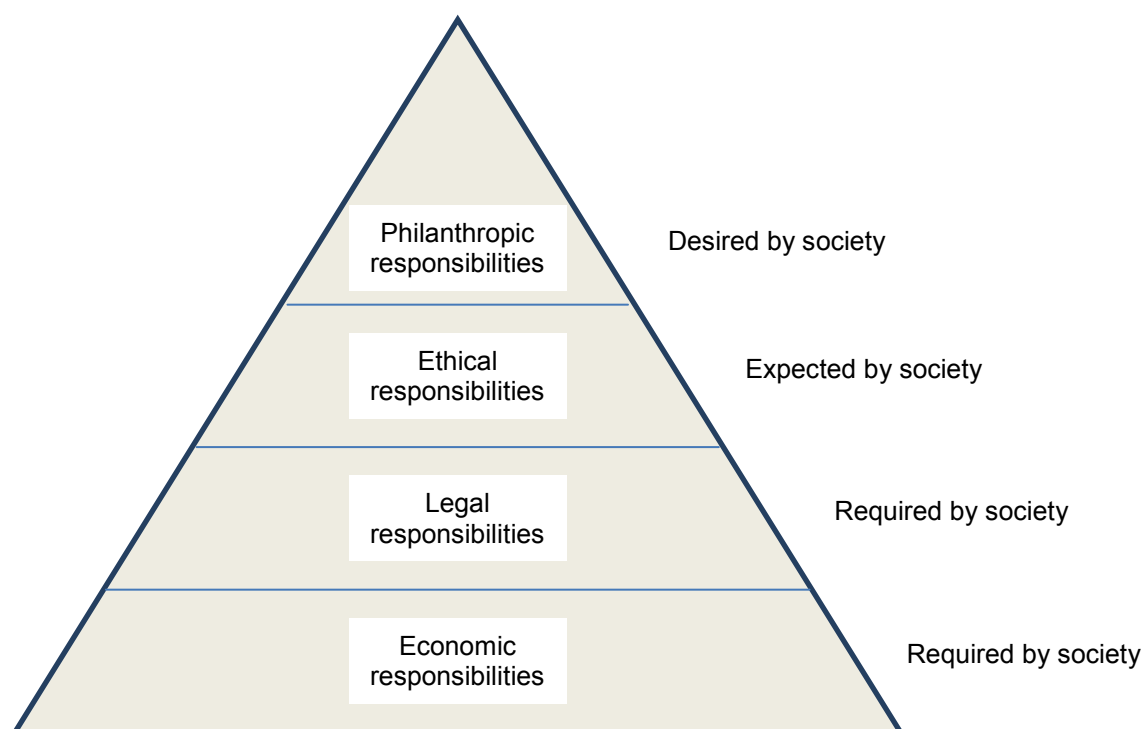 Philanthropic
responsibilities
Desired by society
Ethical
responsibilities
Expected by society
Legal
responsibilities
Required by society
Economic
responsibilities
Required by society